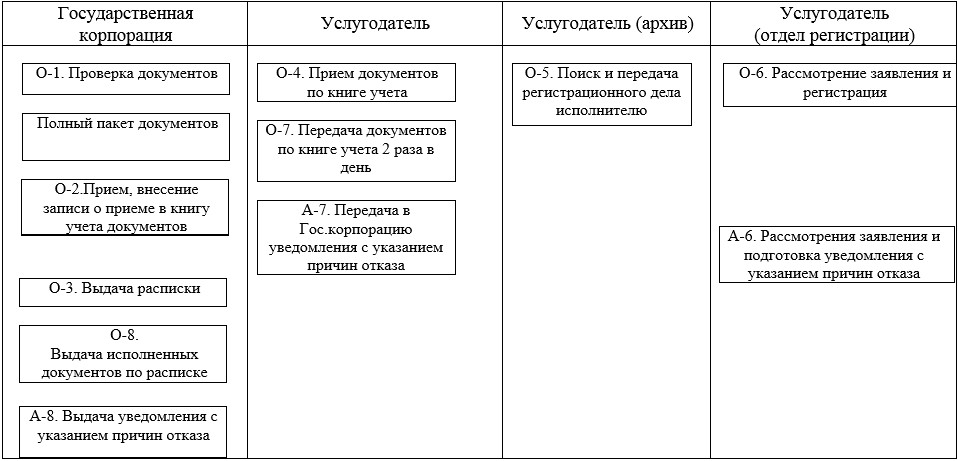 Государственная
корпорация
Услугодатель
Услугодатель (архив)
Услугодатель
(отдел регистрации)
О-1. Проверка документов
Полный пакет документов
О-2.Прием, внесение
записи о приеме в книгу
учета документов
О-3. Выдача расписки
О-8.
Выдача исполненных
документов по расписке
А-8. Выдача уведомления с
указанием причин отказа
О-4. Прием документов
по книге учета
О-7. Передача документов
по книге учета 2 раза в
день
А-7. Передача в
Гос.корпорацию
уведомления с указанием
причин отказа
О-5. Поиск и передача
регистрационного дела
исполнителю
О-6. Рассмотрение заявления и
регистрация
А-6. Рассмотрения заявления и
подготовка уведомления с
указанием причин отказа